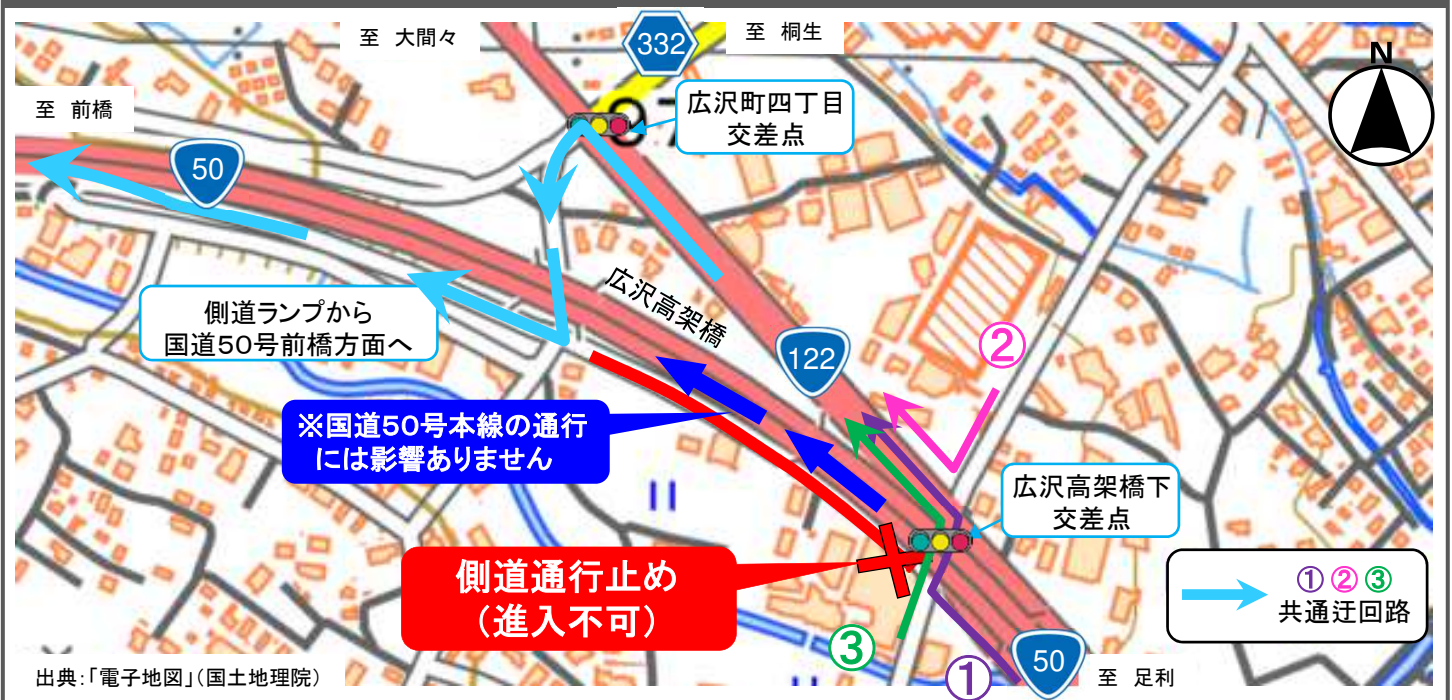 至 大間々
332
至 桐生
N
至 前橋
広沢町四丁目
交差点
50
側道ランプから
国道50号前橋方面へ
広沢高架橋
122
②
※国道50号本線の通行
には影響ありません
広沢高架橋下
交差点
側道通行止め
(進入不可)
①②③
共通迂回路
③
①
50
至 足利
出典:「電子地図」(国土地理院)